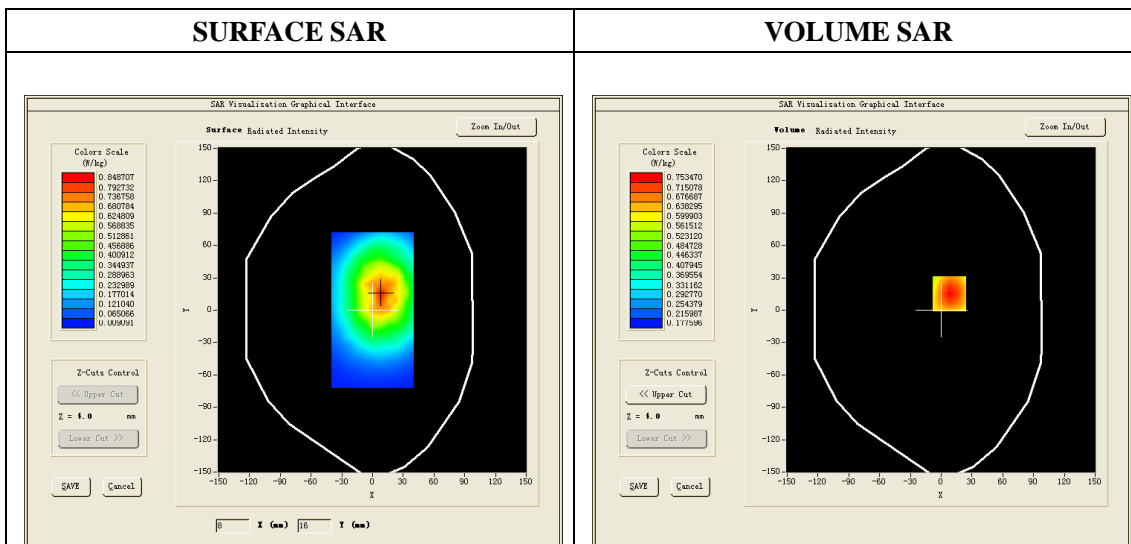 SURFACE SAR
VOLUME SAR
SAR Visualisation Graphical Interface
Surface Radiated Intensity
Zoom In/Out
Colors Scale
(W/kg)
0.848707
0.792732
0.736758
0.680784
0.624809
0.568835
0.512861
0.456886
0.400912
0.344937
0.288963
0.232989
0.177014
0.121040
0.065066
0.009091
150
120
90
60
30
0
-30
-60
-90
-120
-150
Y
-150 -120 -90 -60 -30 0 30 60 90 120 150
X
Z-Cuts Control
<< Upper Cut
Z = 4.0 mm
Lower Cut >>
SAVE Cancel
8 X (mm) 16 Y (mm)
SAR Visualisation Graphical Interface
Volume Radiated Intensity
Zoom In/Out
Colors Scale
(W/kg)
0.753470
0.715078
0.676687
0.638295
0.599903
0.561512
0.523120
0.484728
0.446337
0.407945
0.369554
0.331162
0.292770
0.254379
0.215987
0.177596
150
120
90
60
30
0
-30
-60
-90
-120
-150
Y
-150 -120 -90 -60 -30 0 30 60 90 120 150
X
Z-Cuts Control
<< Upper Cut
Z = 4.0 mm
Lower Cut >>
SAVE Cancel